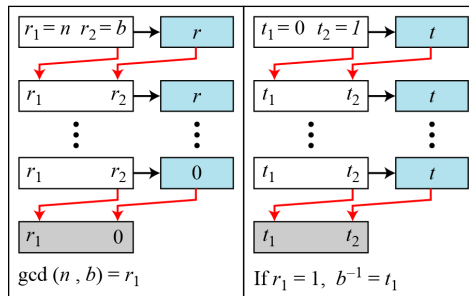 r₁ = n r₂ = b r
r₁ r₂ r
r₁ r₂ 0
r₁ 0
gcd (n , b) = r₁
t₁ = 0 t₂ = 1 t
t₁ t₂ t
t₁ t₂ t
t₁ t₂
If r₁ = 1, b⁻¹ = t₁